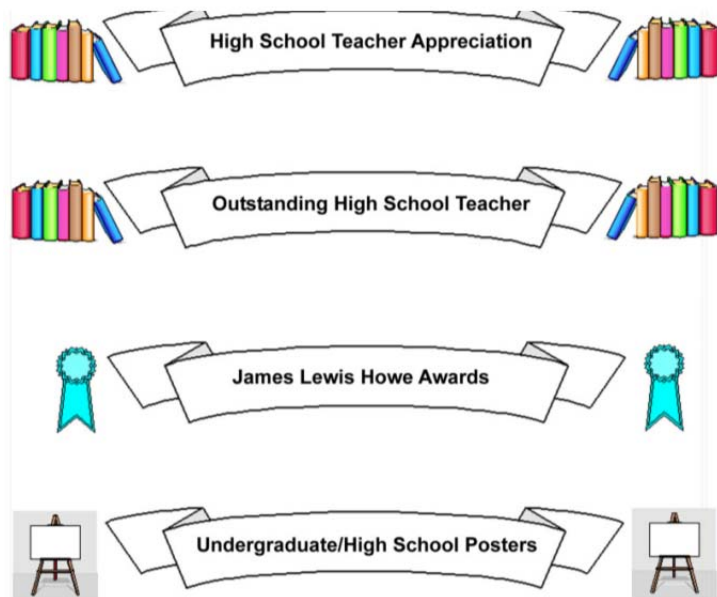 High School Teacher Appreciation
Outstanding High School Teacher
James Lewis Howe Awards
Undergraduate/High School Posters